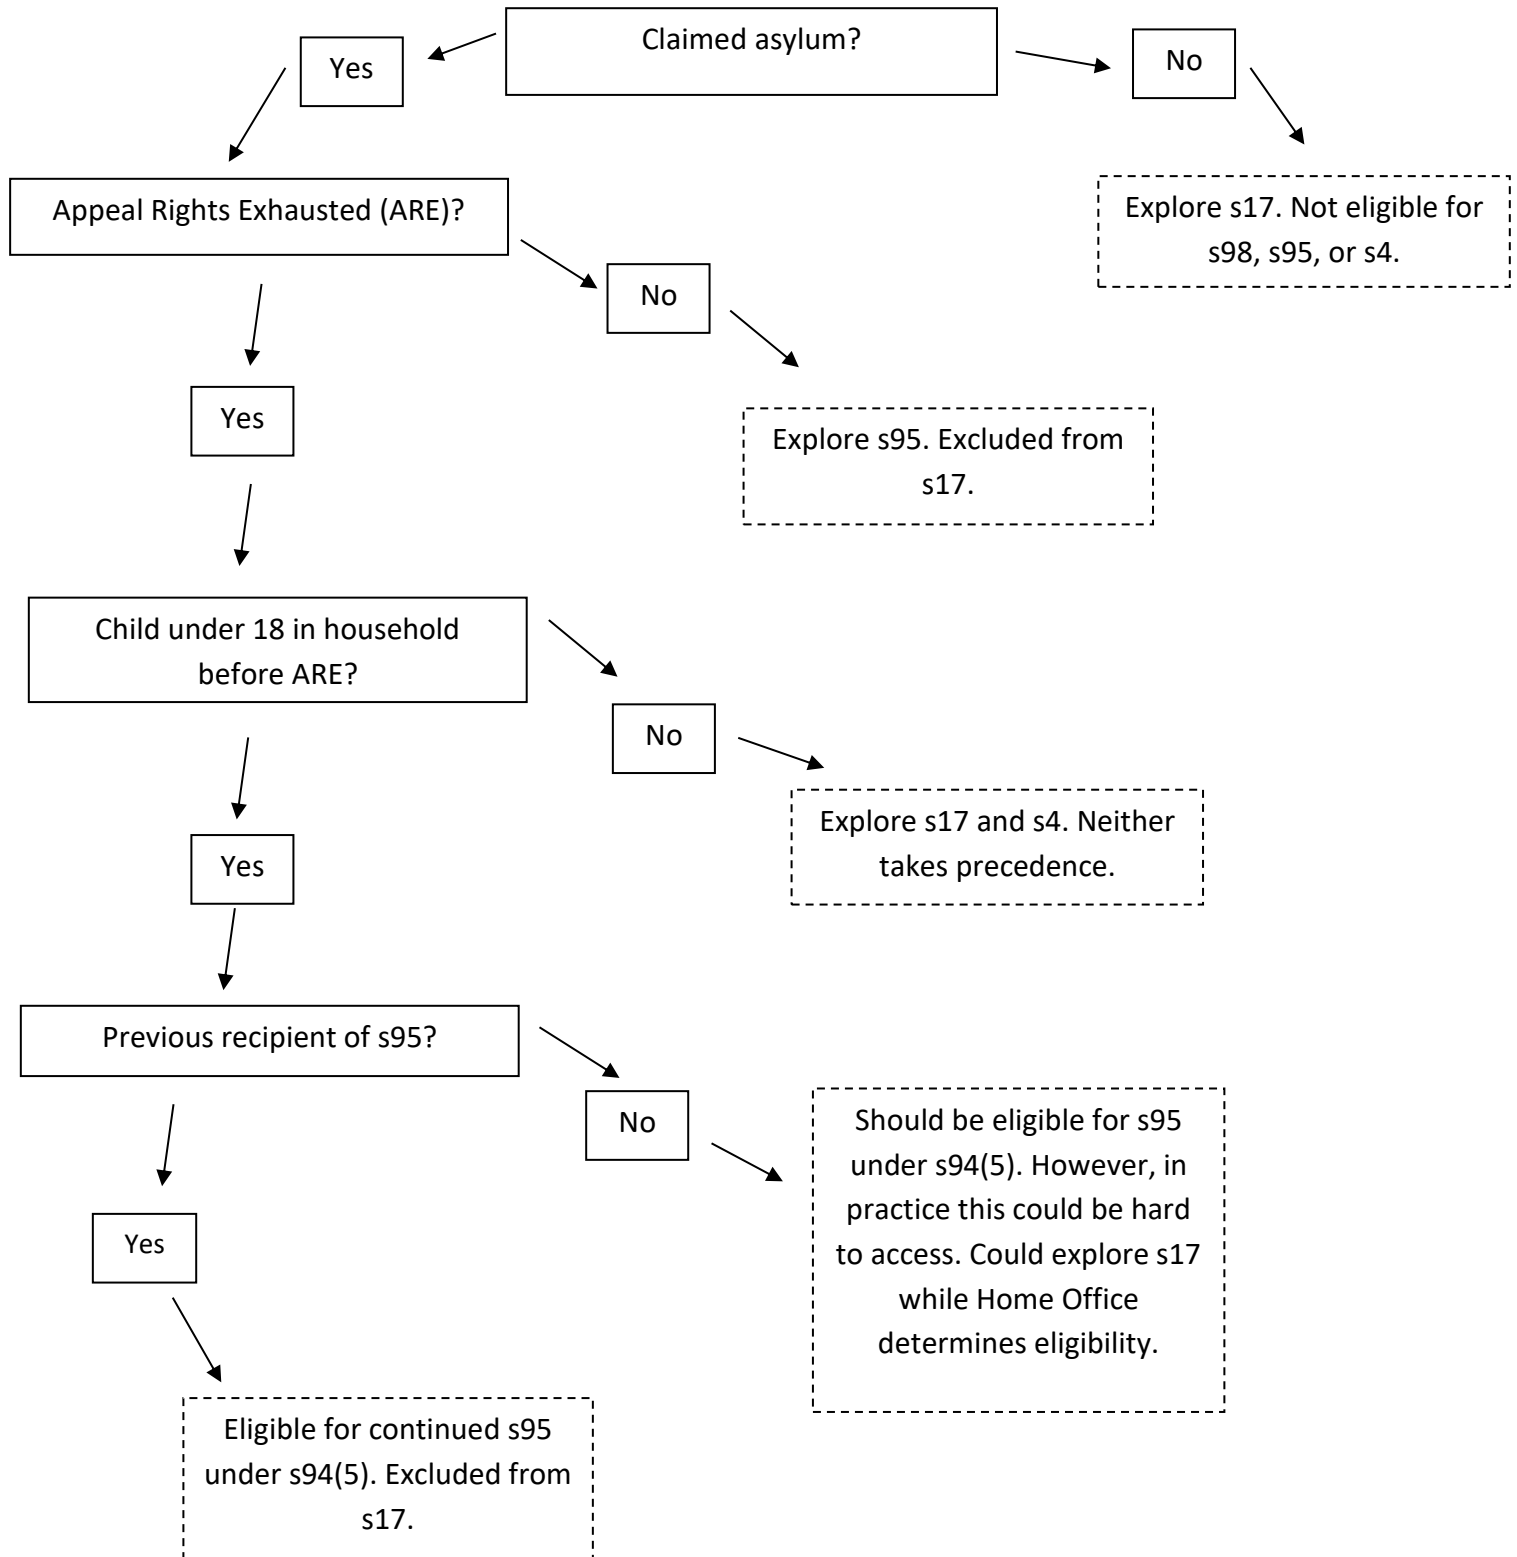 Claimed asylum?
Yes
No
Appeal Rights Exhausted (ARE)?
Explore s17. Not eligible for
s98, s95, or s4.
No
Yes
Explore s95. Excluded from
s17.
Child under 18 in household
before ARE?
No
Explore s17 and s4. Neither
takes precedence.
Yes
Previous recipient of s95?
No
Should be eligible for s95
under s94(5). However, in
practice this could be hard
to access. Could explore s17
while Home Office
determines eligibility.
Yes
Eligible for continued s95
under s94(5). Excluded from
s17.